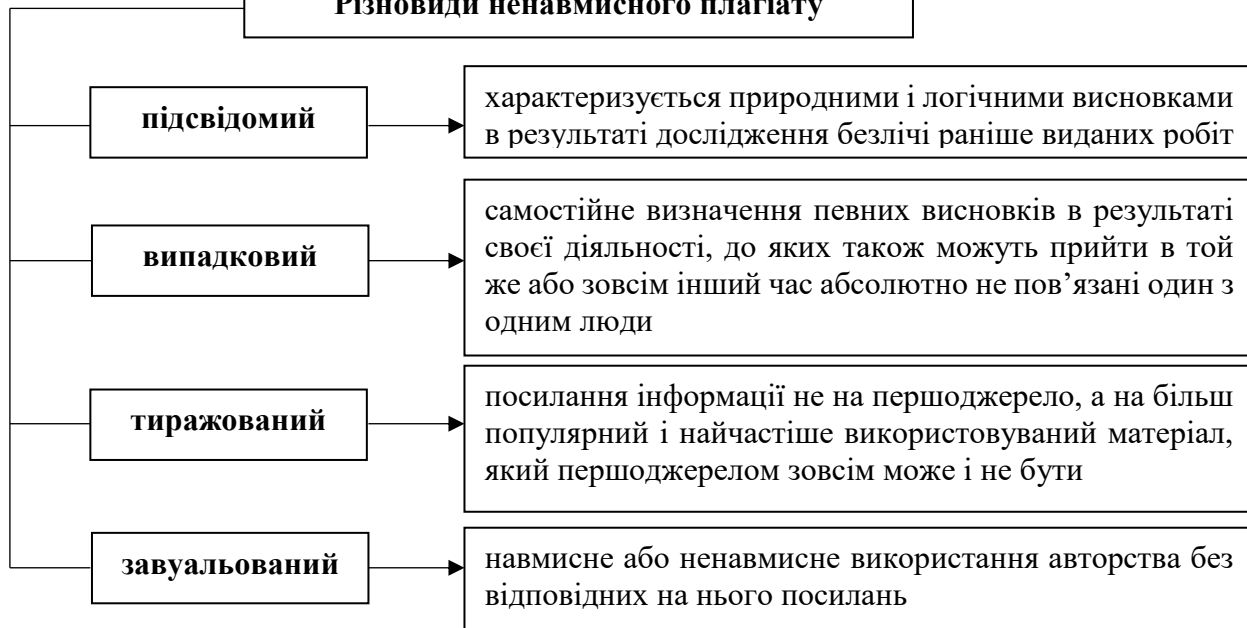 Різновиди ненавмисного плагіату
підсвідомий
характеризується природними і логічними висновками
в результаті дослідження безлічі раніше виданих робіт
випадковий
самостійне визначення певних висновків в результаті
своєї діяльності, до яких також можуть прийти в той
же або зовсім інший час абсолютно не пов’язані один з
одним люди
тиражований
посилання інформації не на першоджерело, а на більш
популярний і найчастіше використовуваний матеріал,
який першоджерелом зовсім може і не бути
завуальований
навмисне або ненавмисне використання авторства без
відповідних на нього посилань